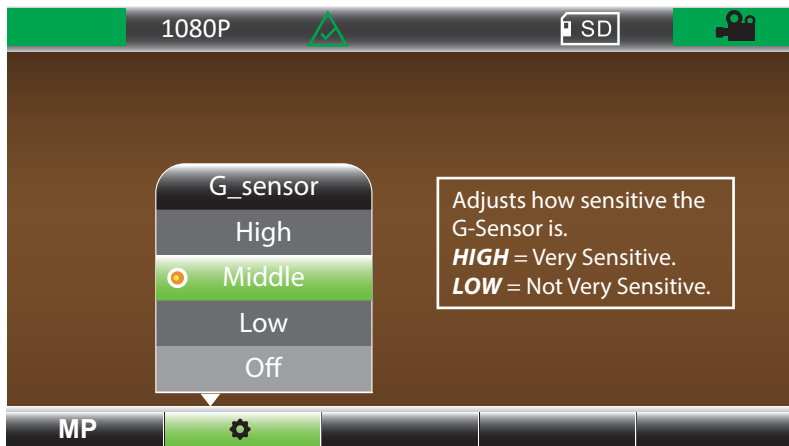 1080P
SD
G_sensor
High
Middle
Low
Off
Adjusts how sensitive the
G-Sensor is.
HIGH = Very Sensitive.
LOW = Not Very Sensitive.
MP